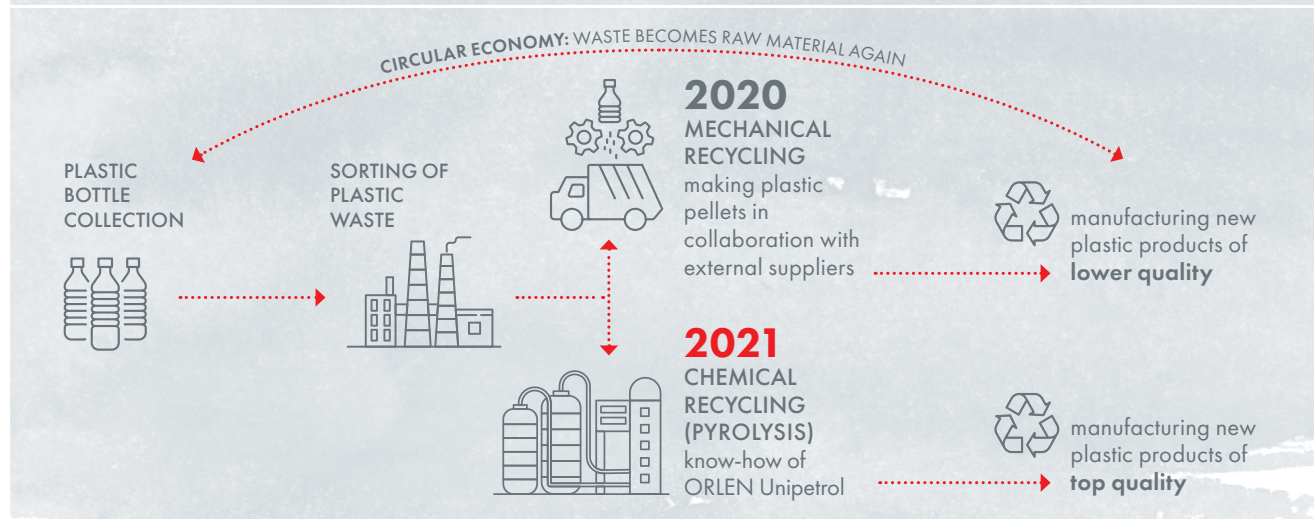 CIRCULAR ECONOMY: WASTE BECOMES RAW MATERIAL AGAIN
PLASTIC
BOTTLE
COLLECTION
SORTING OF
PLASTIC
WASTE
2020
MECHANICAL
RECYCLING
making plastic
pellets in
collaboration with
external suppliers
manufacturing new
plastic products of
lower quality
2021
CHEMICAL
RECYCLING
(PYROLYSIS)
know-how of
ORLEN Unipetrol
manufacturing new
plastic products of
top quality